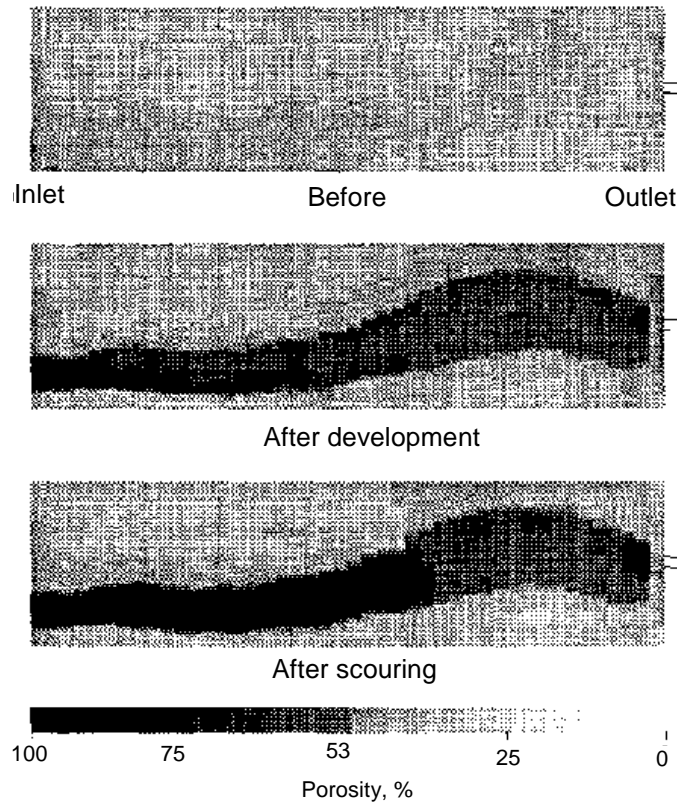 Inlet Before Outlet
After development
After scouring
100 75 53 25 0
Porosity, %